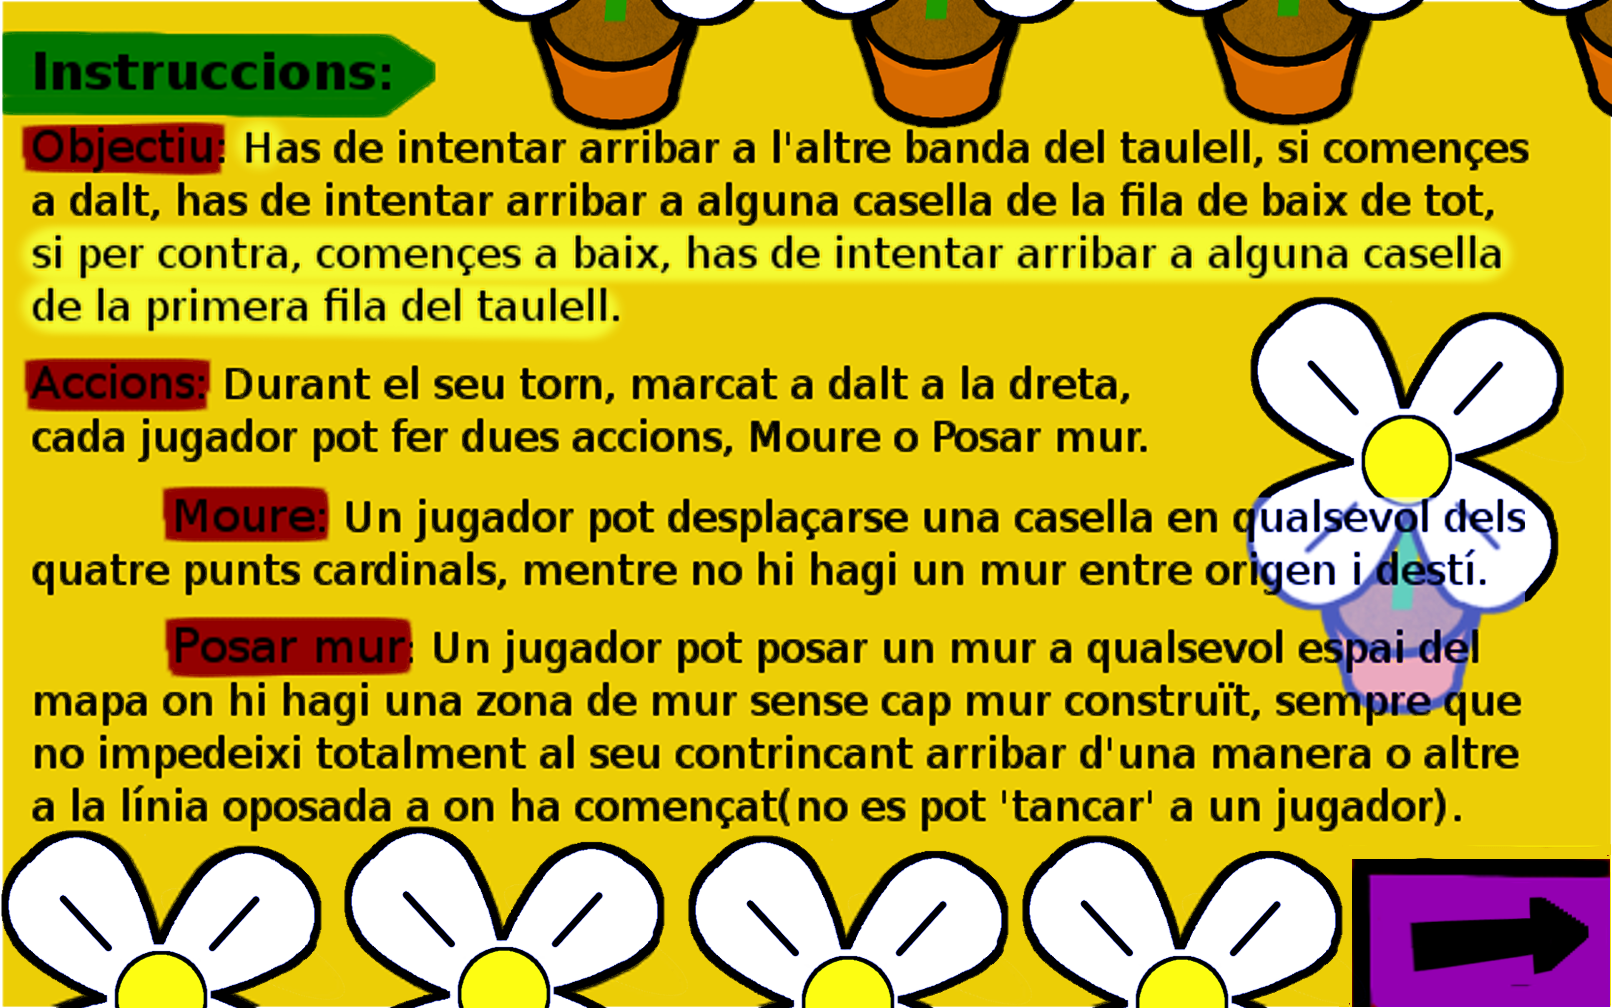 Instruccions:
Objectiu: Has de intentar arribar a l'altre banda del taulell, si començes
a dalt, has de intentar arribar a alguna casella de la fila de baix de tot,
si per contra, començes a baix, has de intentar arribar a alguna casella
de la primera fila del taulell.
Accions: Durant el seu torn, marcat a dalt a la dreta,
cada jugador pot fer dues accions, Moure o Posar mur.
Moure: Un jugador pot desplaçarse una casella en qualsevol dels
quatre punts cardinals, mentre no hi hagi un mur entre origen i destí.
Posar mur: Un jugador pot posar un mur a qualsevol espai del
mapa on hi hagi una zona de mur sense cap mur construït, sempre que
no impedeixi totalment al seu contrincant arribar d'una manera o altre
a la línia oposada a on ha començat(no es pot 'tancar' a un jugador).